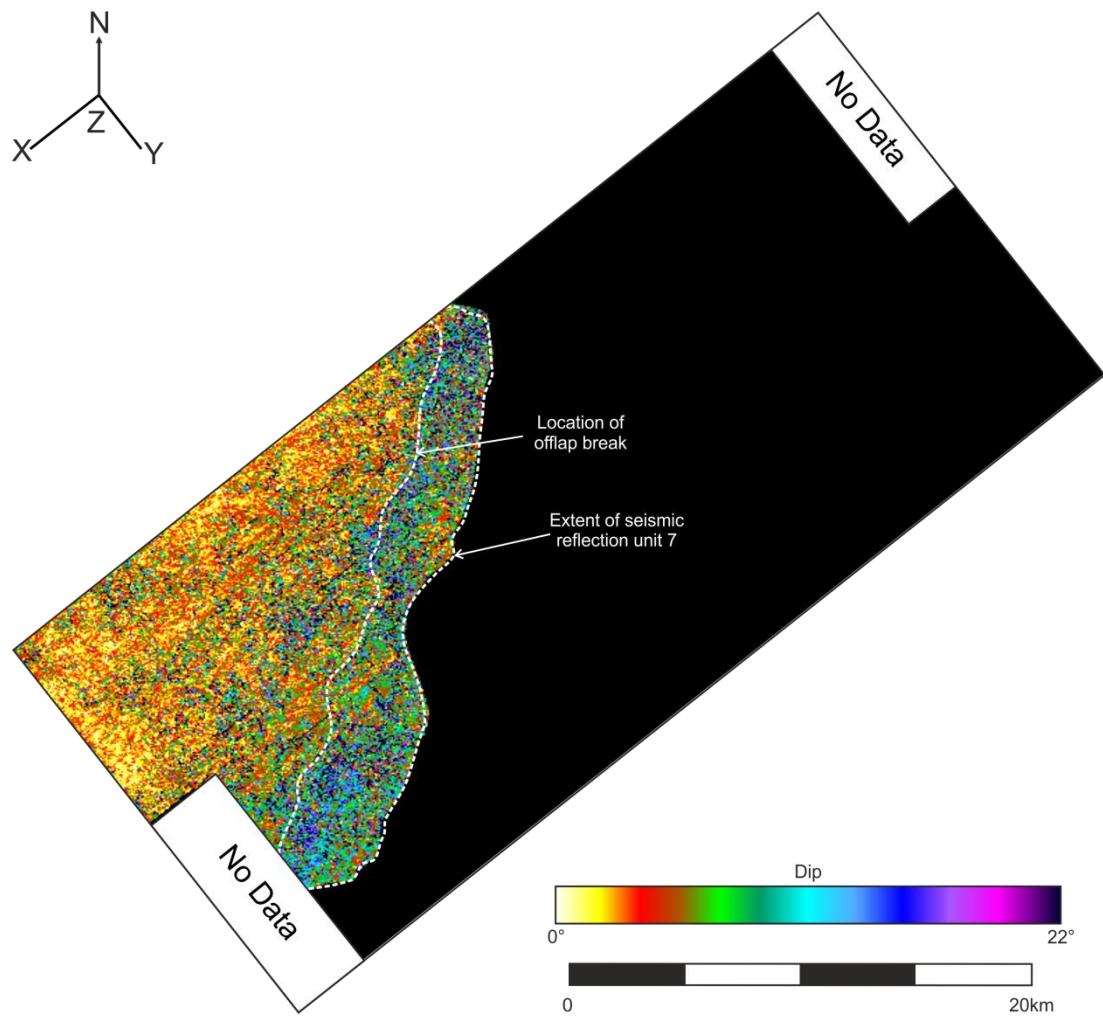 N
X
Z
Y
No Data
Location of
offlap break
Extent of seismic
reflection unit 7
No Data
Dip
0°
22°
0
20km